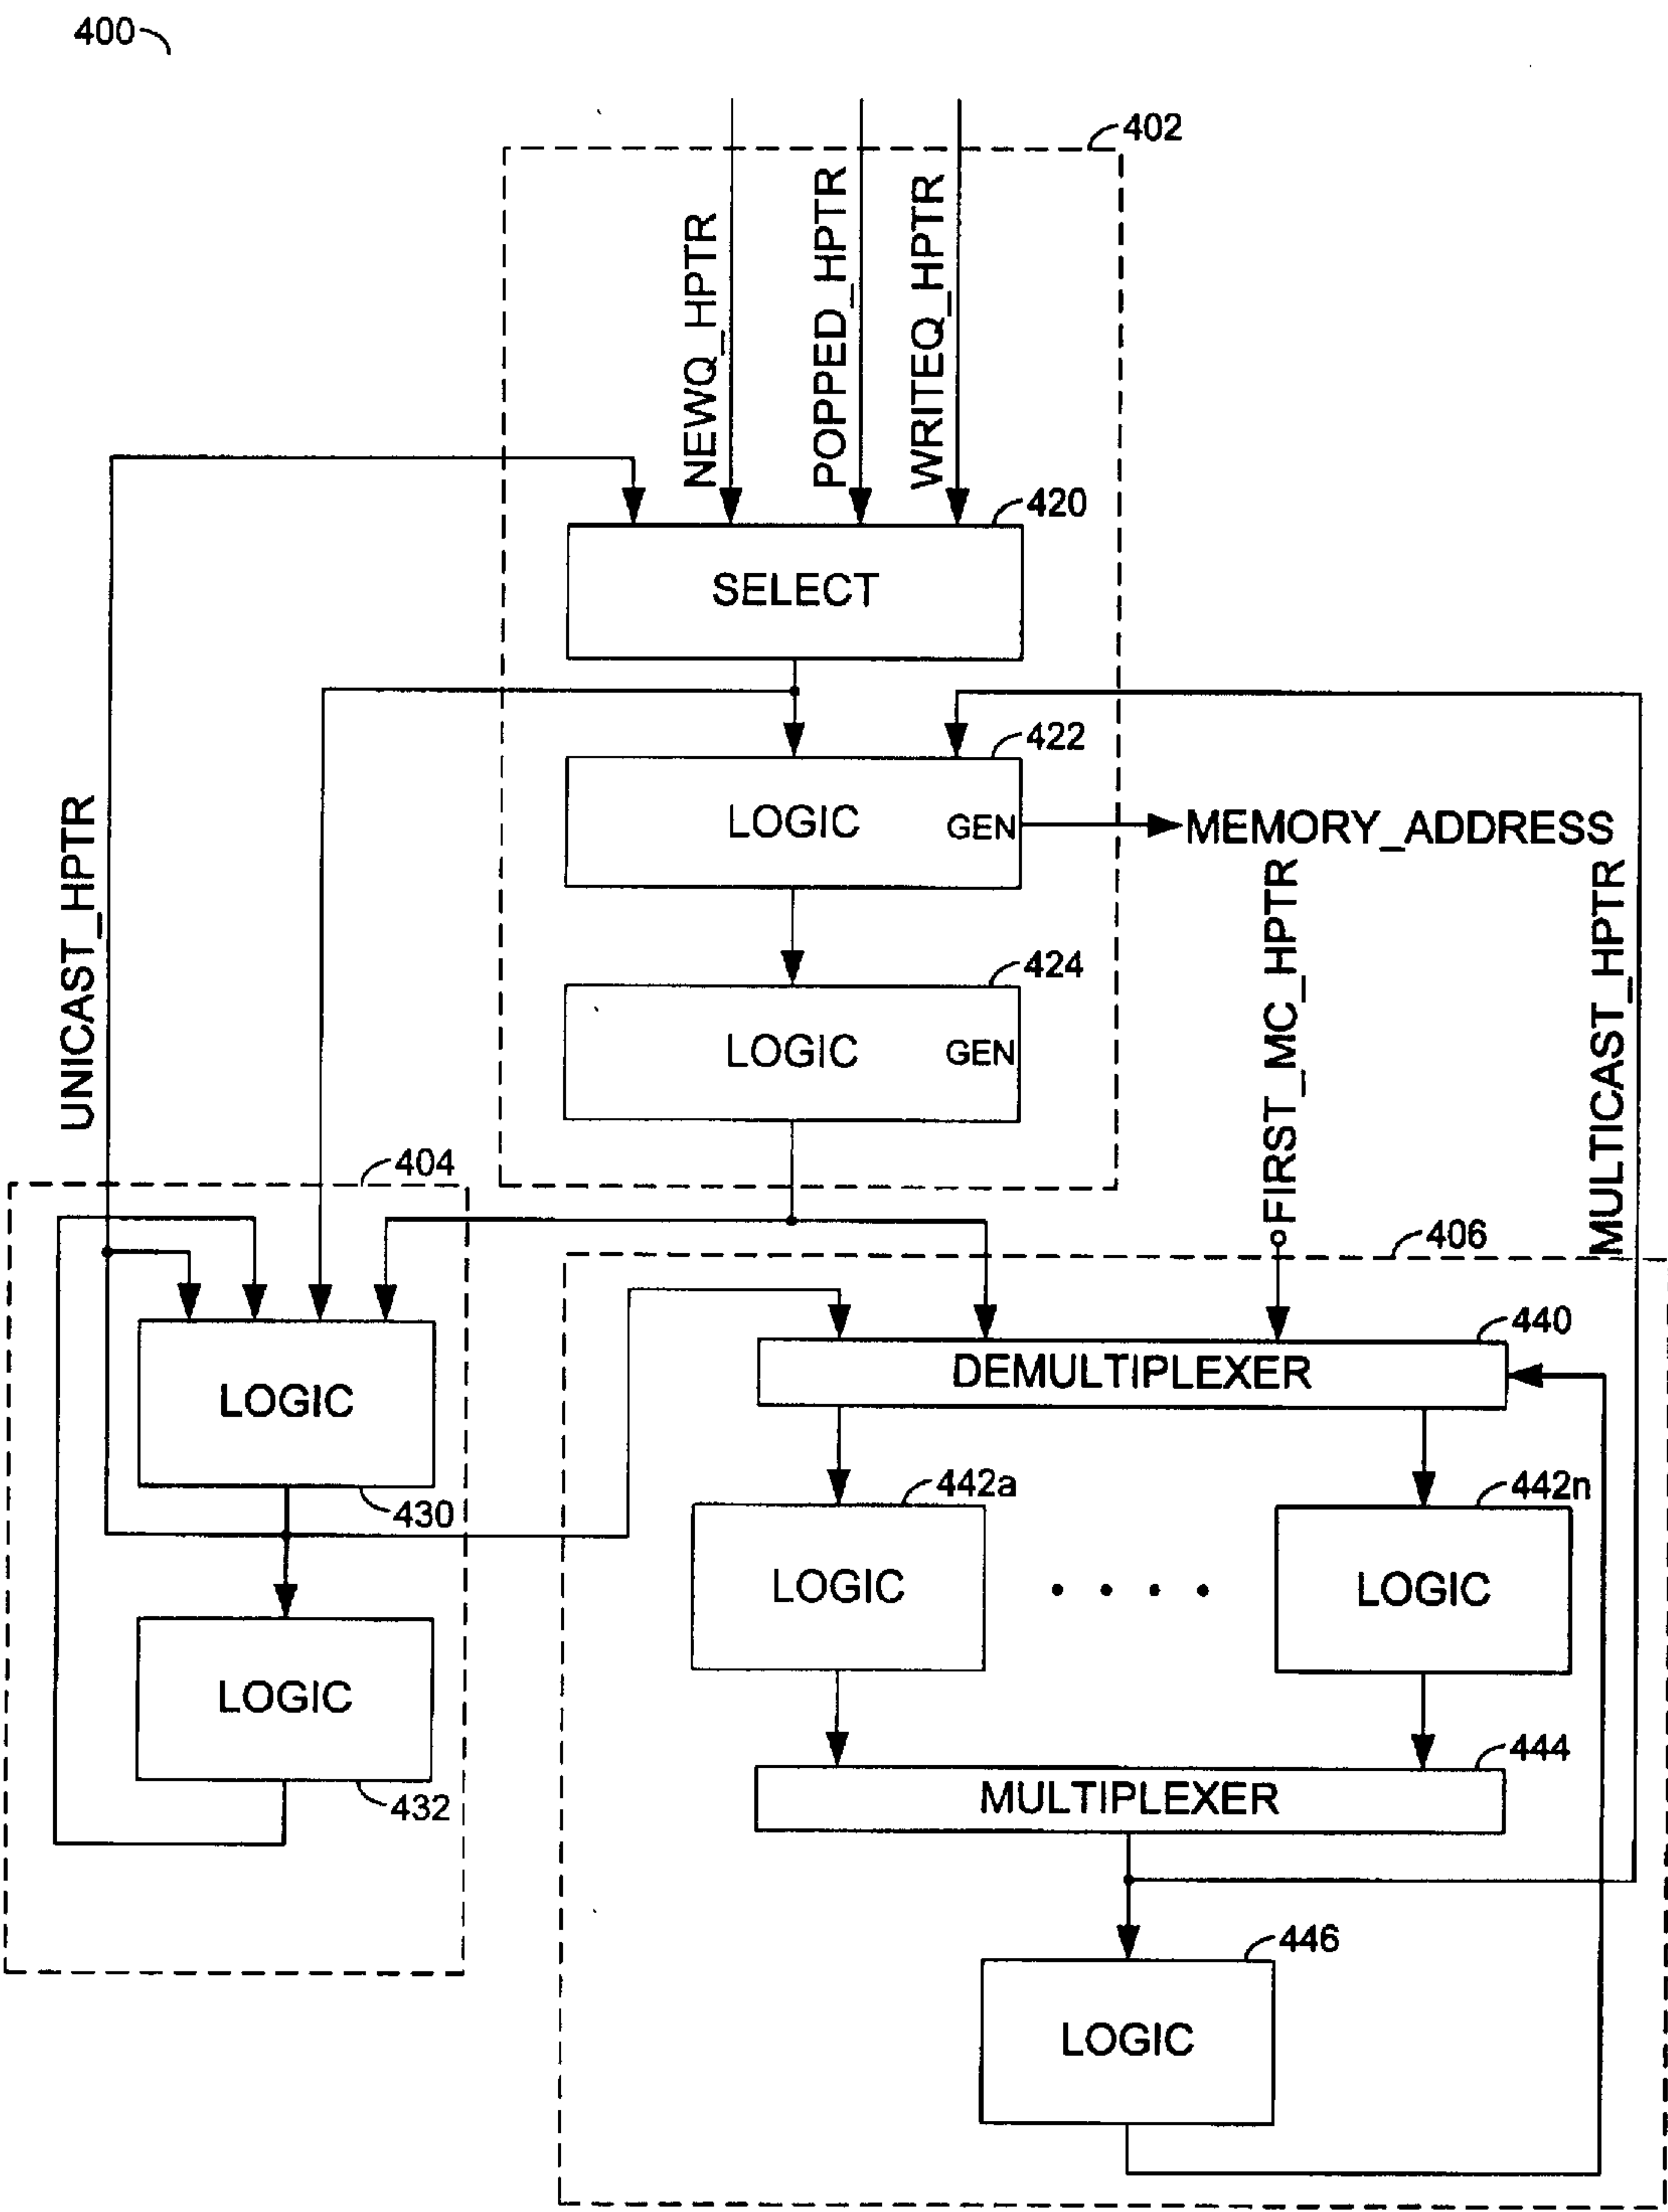 400
402
NEWQ_HPTR
POPPED_HPTR
WRITEQ_HPTR
420
SELECT
422
LOGIC GEN
MEMORY_ADDRESS
UNICAST_HPTR
FIRST_MC_HPTR
MULTICAST_HPTR
424
LOGIC GEN
404
406
440
DEMULTIPLEXER
LOGIC
430
442a
442n
LOGIC
LOGIC
LOGIC
432
444
MULTIPLEXER
446
LOGIC